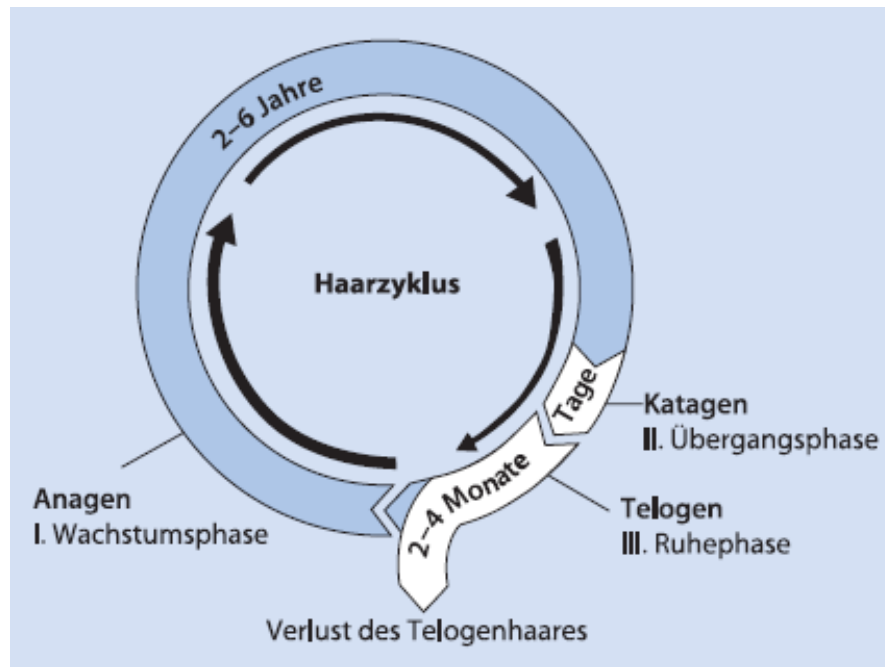 2–6 Jahre
Haarzyklus
Tage
Katagen
II. Übergangsphase
2–4 Monate
Telogen
III. Ruhephase
Anagen
I. Wachstumsphase
Verlust des Telogenhaares